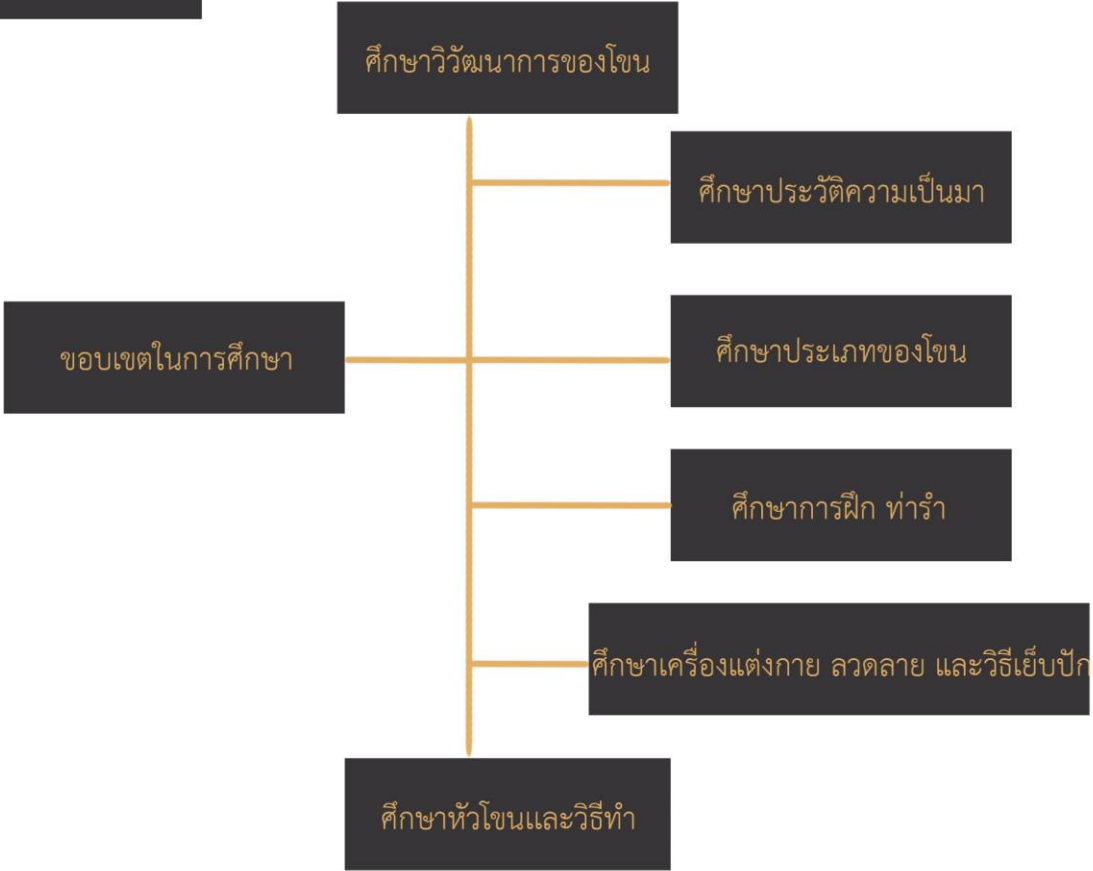 ศึกษาวิวัฒนาการของโขน
ศึกษาประวัติความเป็นมา
ขอบเขตในการศึกษา
ศึกษาประเภทของโขน
ศึกษาการฝึก ท่ารำ
ศึกษาเครื่องแต่งกาย ลวดลาย และวิธีเย็บปัก
ศึกษาหัวโขนและวิธีทำ